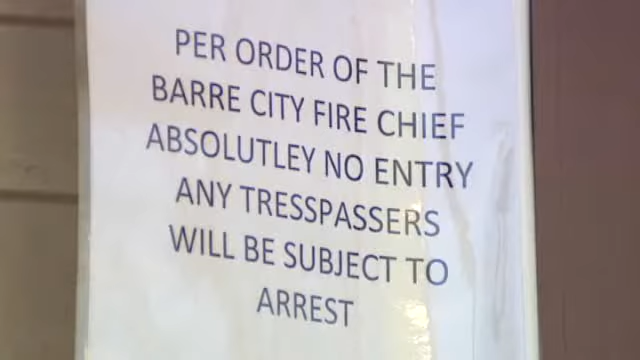 PER ORDER OF THE
BARRE CITY FIRE CHIEF
ABSOLUTLEY NO ENTRY
ANY TRESSPASSERS
WILL BE SUBJECT TO
ARREST